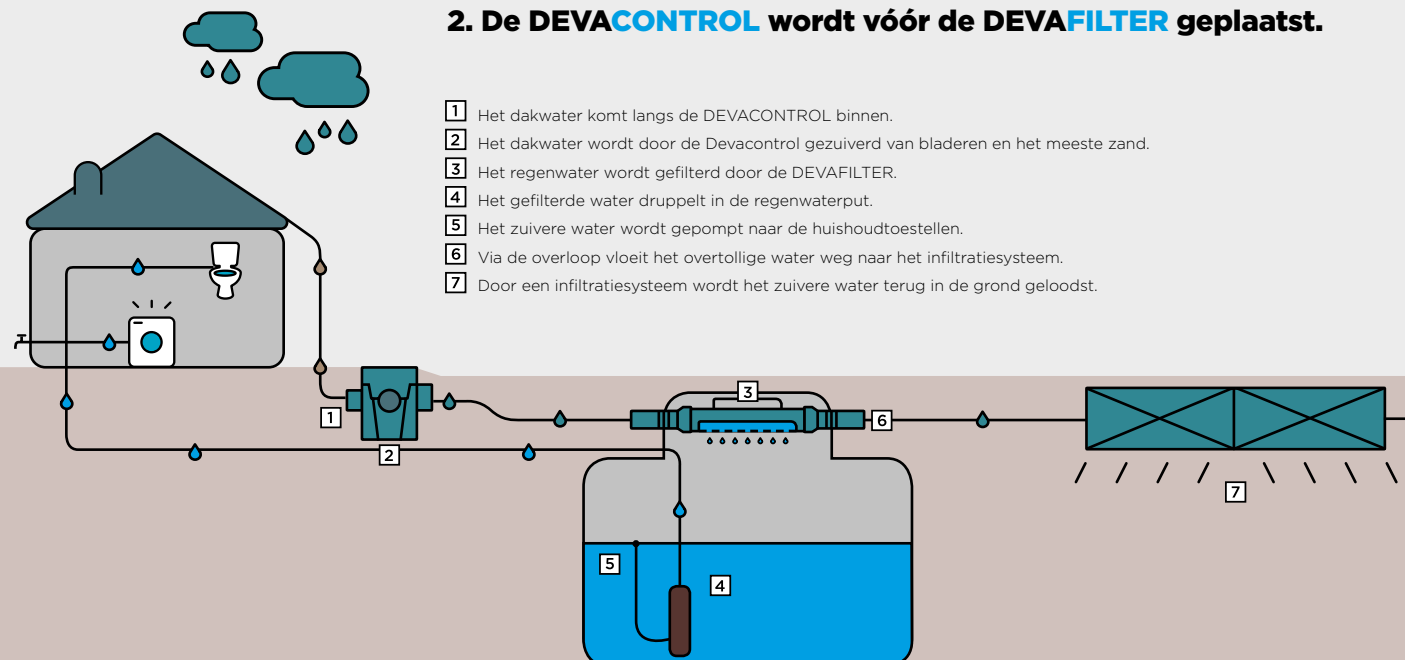 2. De DEVACONTROL wordt vóór de DEVAFILTER geplaatst.
1 Het dakwater komt langs de DEVACONTROL binnen.
2 Het dakwater wordt door de Devacontrol gezuiverd van bladeren en het meeste zand.
3 Het regenwater wordt gefilterd door de DEVAFILTER.
4 Het gefilterde water druppelt in de regenwaterput.
5 Het zuivere water wordt gepompt naar de huishoudtoestellen.
6 Via de overloop vloeit het overtollige water weg naar het infiltratiesysteem.
7 Door een infiltratiesysteem wordt het zuivere water terug in de grond geloodst.
3
1
6
2
7
5
4